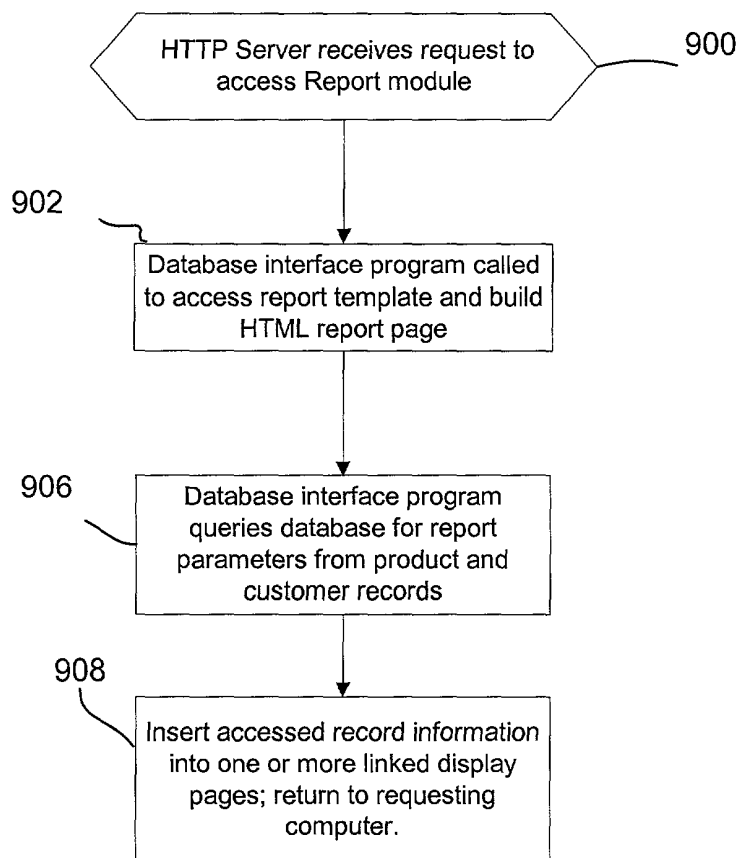 HTTP Server receives request to
access Report module
900
902
Database interface program called
to access report template and build
HTML report page
906
Database interface program
queries database for report
parameters from product and
customer records
908
Insert accessed record information
into one or more linked display
pages; return to requesting
computer.